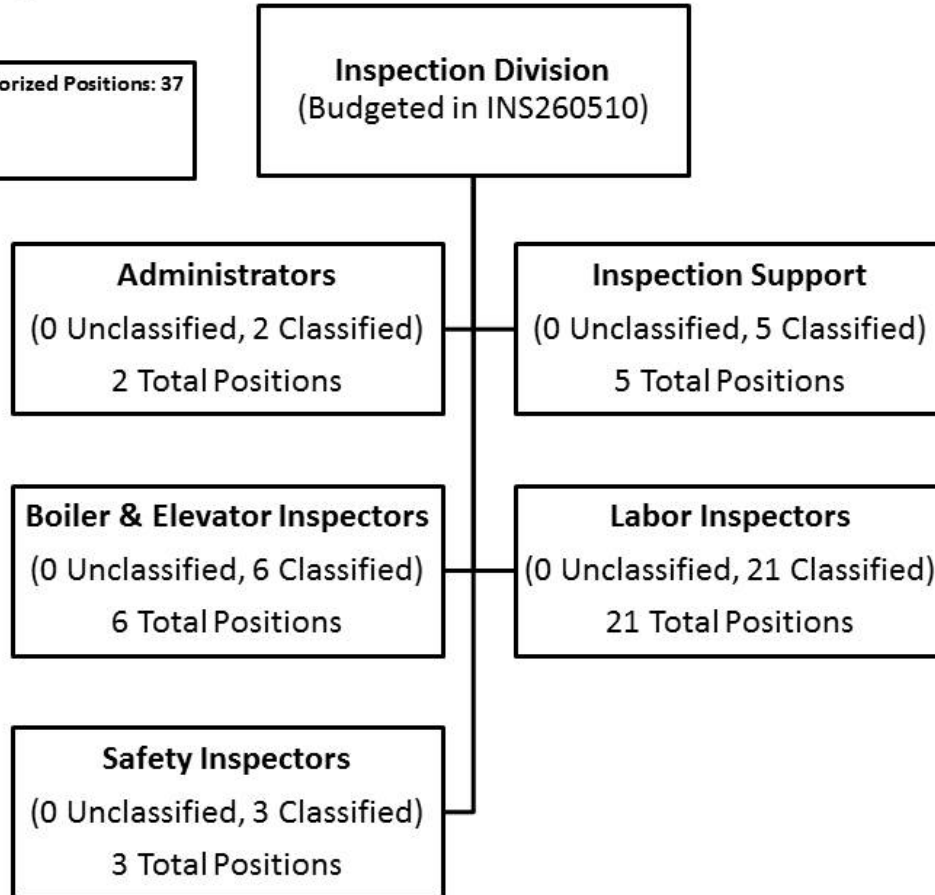 Positions: 37
Inspection Division
(Budgeted in INS260510)
Administrators
(0 Unclassified, 2 Classified)
2 Total Positions
Inspection Support
(0 Unclassified, 5 Classified)
5 Total Positions
Boiler & Elevator Inspectors
(0 Unclassified, 6 Classified)
6 Total Positions
Labor Inspectors
(0 Unclassified, 21 Classified)
21 Total Positions
Safety Inspectors
(0 Unclassified, 3 Classified)
3 Total Positions